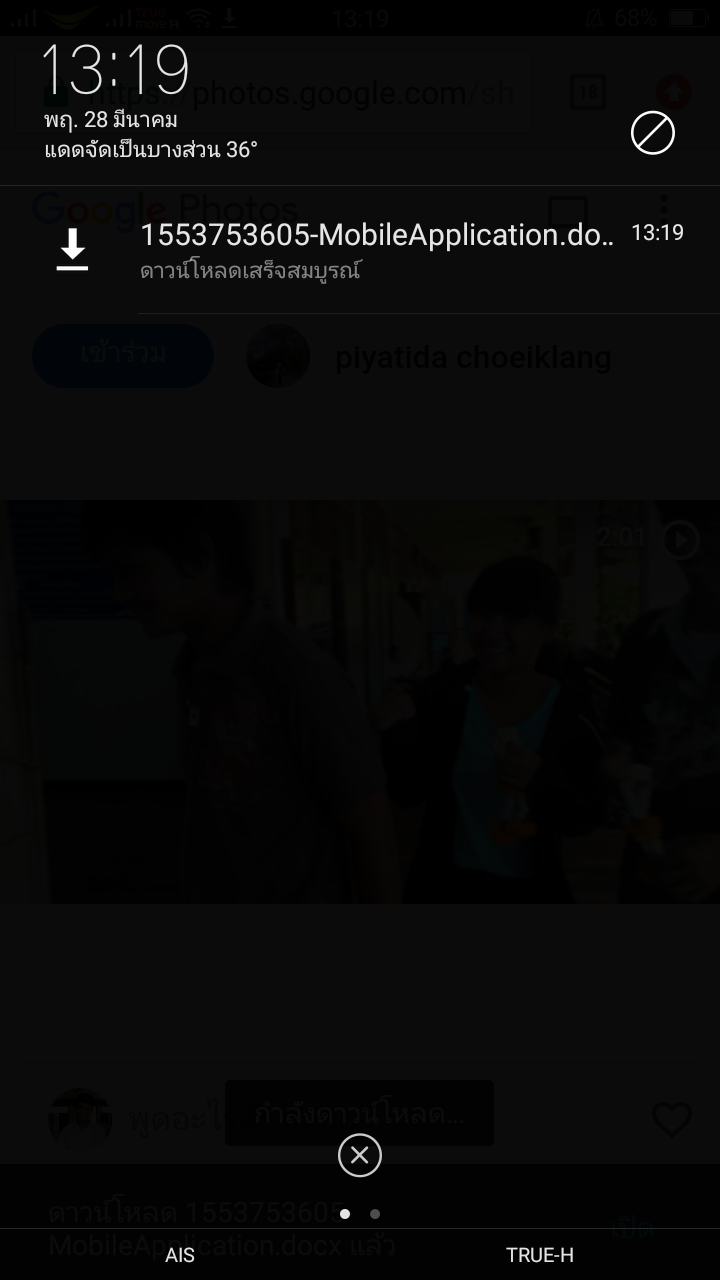 true
move H
13:19
68%
13:19
https://photos.google.com/sh
18
พฤ. 28 มีนาคม
แดดจัดเป็นบางส่วน 36°
Google Photos
1553753605-MobileApplication.do.. 13:19
ดาวน์โหลดเสร็จสมบูรณ์
เข้าร่วม
piyatida choeiklang
2:01
พูดอะไ
กำลังดาวน์โหลด...
ดาวน์โหลด 1553753605-
MobileApplication.docx แล้ว
เปิด
AIS
TRUE-H